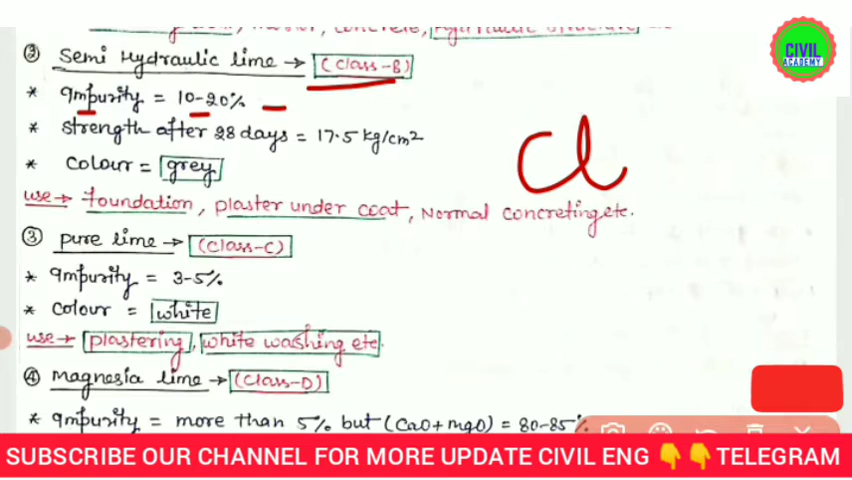 ② Semi Hydraulic lime → (Class-B)
* Impurity = 10-20%
* Strength after 28 days = 17.5 kg/cm2
* Colour = grey
use → foundation, plaster under coat, Normal concreting etc.
Cl
③ pure lime → (Class-C)
* Impurity = 3-5%
* Colour = white
use → plastering, white washing etc.
④ Magnesia lime → (Class-D)
* Impurity = more than 5% but (CaO + MgO) = 80-85%
CIVIL
ACADEMY
SUBSCRIBE OUR CHANNEL FOR MORE UPDATE CIVIL ENG 👇👇 TELEGRAM